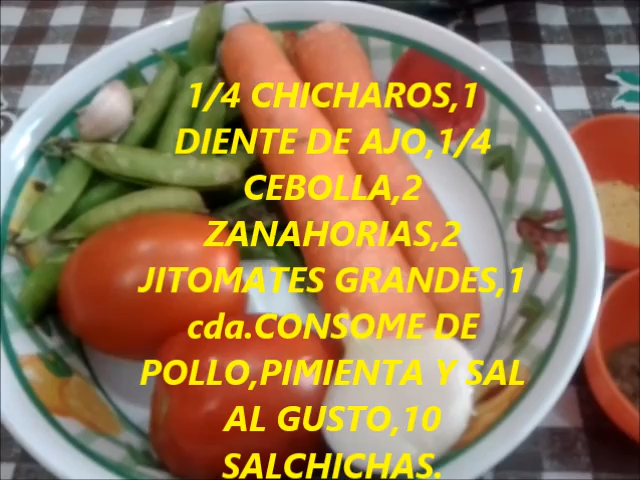 1/4 CHICHAROS,1
DIENTE DE AJO,1/4
CEBOLLA,2
ZANAHORIAS,2
JITOMATES GRANDES,1
cda.CONSOME DE
POLLO,PIMIENTA Y SAL
AL GUSTO,10
SALCHICHAS.